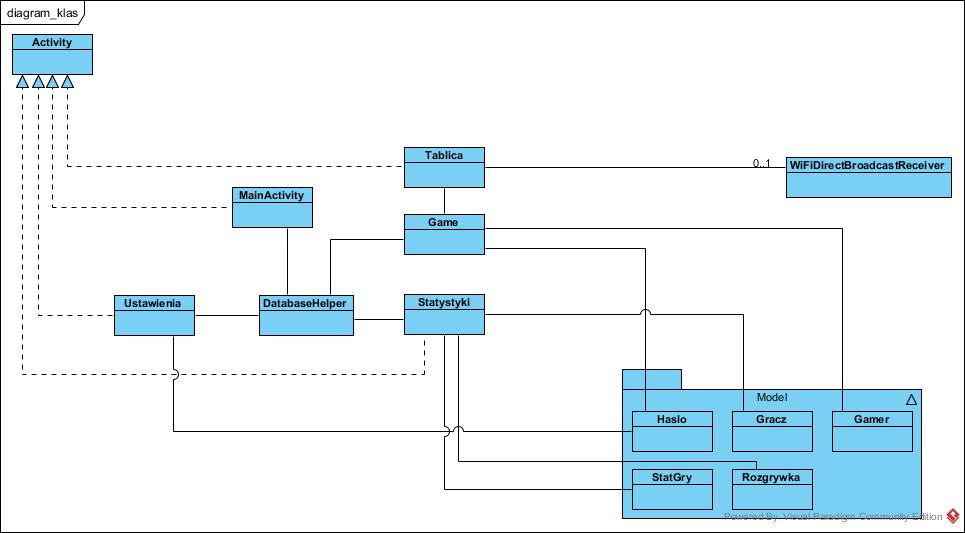 diagram_klas
Activity
Tablica
0..1
WiFiDirectBroadcastReceiver
MainActivity
Game
Ustawienia
DatabaseHelper
Statystyki
Model
Haslo
Gracz
Gamer
StatGry
Rozgrywka
Powered By Visual Paradigm Community Edition